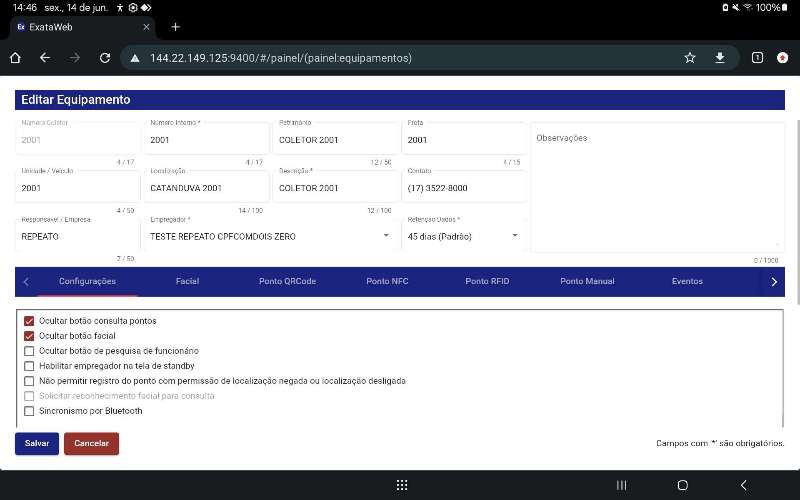 14:46 sex., 14 de jun. 100%
ExataWeb
144.22.149.125:9400/#/painel/(painel:equipamentos)
Editar Equipamento
Número Coletor Número Interno * Patrimônio Frota
2001 2001 COLETOR 2001 2001 Observações
4 / 17 4 / 17 12 / 50 4 / 15
Unidade / Veículo Localização Descrição * Contato
2001 CATANDUVA 2001 COLETOR 2001 (17) 3522-8000
4 / 50 14 / 100 12 / 100
Responsável / Empresa Empregador * Retenção Dados *
REPEATO TESTE REPEATO CPFCOMDOIS ZERO 45 dias (Padrão)
7 / 50 0 / 1000
Configurações Facial Ponto QRCode Ponto NFC Ponto RFID Ponto Manual Eventos
Ocultar botão consulta pontos
Ocultar botão facial
Ocultar botão de pesquisa de funcionário
Habilitar empregador na tela de standby
Não permitir registro do ponto com permissão de localização negada ou localização desligada
Solicitar reconhecimento facial para consulta
Sincronismo por Bluetooth
Salvar Cancelar Campos com '*' são obrigatórios.